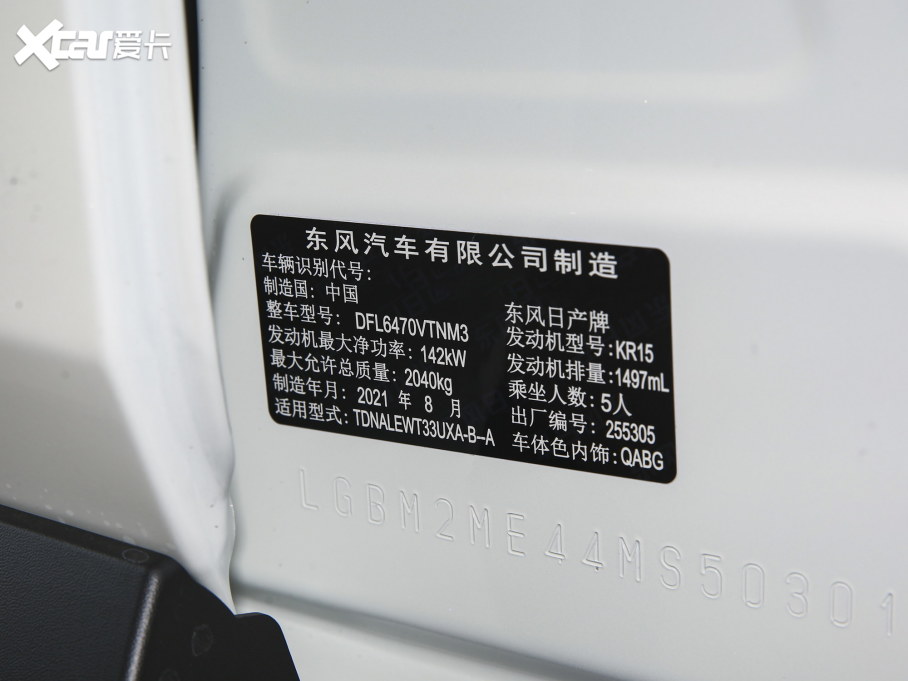 Xcar爱卡
东风汽车有限公司制造
车辆识别代号:
制造国: 中国
东风日产牌
整车型号: DFL6470VTNM3
发动机型号:KR15
发动机最大净功率: 142kW
发动机排量:1497mL
最大允许总质量: 2040kg
乘坐人数:5人
制造年月: 2021 年 8 月
出厂编号: 255305
适用型式: TDNALEWT33UXA-B--A
车体色内饰:QABG
LGBM2ME44MS50301